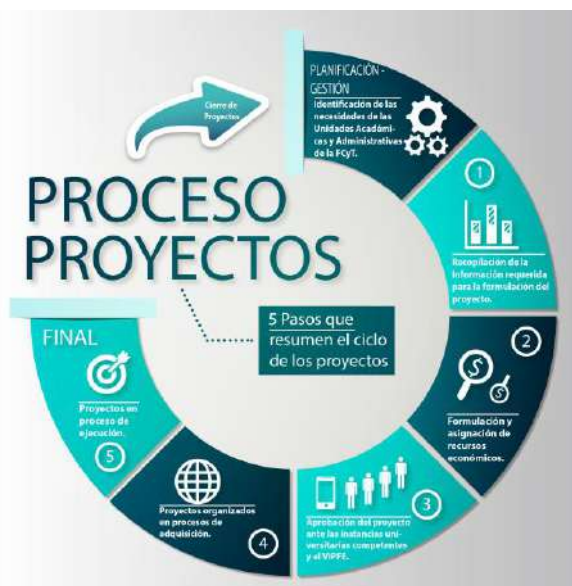 PLANIFICACIÓN -
GESTIÓN
Identificación de las
necesidades de las
Unidades Académi-
cas y Administrativas
de la FCyT.
Cierre de
Proyectos
PROCESO
PROYECTOS
5 Pasos que
resumen el ciclo
de los proyectos
1
Recopilación de la
información requerida
para la formulación del
proyecto.
2
Formulación y
asignación de
recursos
económicos.
3
Aprobación del proyecto
ante las instancias uni-
versitarias competentes
y el VIPFE.
4
Proyectos organizados
en procesos de
adquisición.
FINAL
Proyectos en
proceso de
ejecución.
5